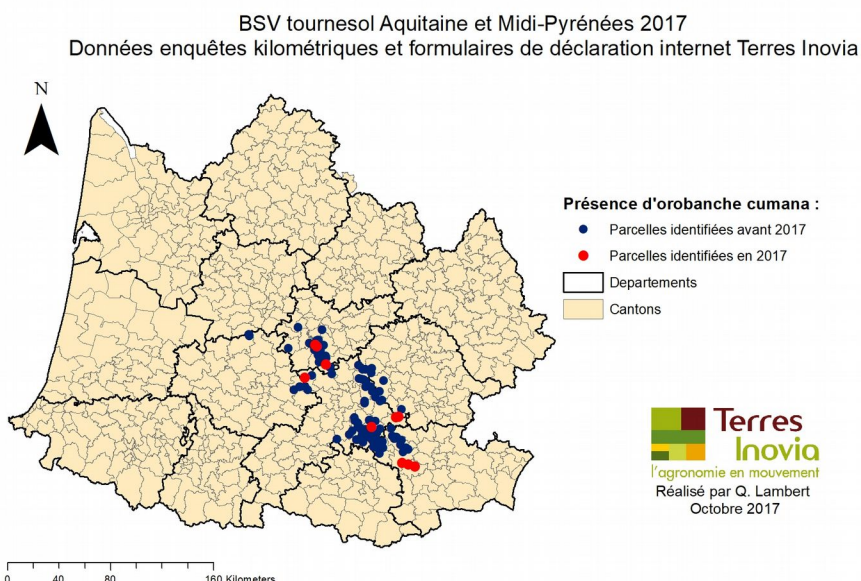 BSV tournesol Aquitaine et Midi-Pyrénées 2017
Données enquêtes kilométriques et formulaires de déclaration internet Terres Inovia
N
Présence d'orobanche cumana :
Parcelles identifiées avant 2017
Parcelles identifiées en 2017
Departements
Cantons
Terres
Inovia
l'agronomie en mouvement
Réalisé par Q. Lambert
Octobre 2017
0 40 80 160 Kilometers